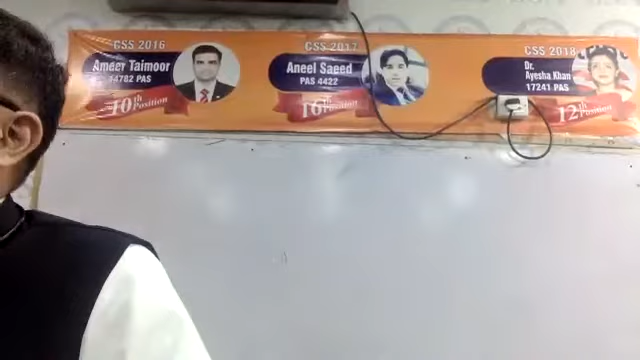 CSS 2016
Ameer Taimoor
14782 PAS
10th Position
CSS 2017
Aneel Saeed
PAS 4422
16th Position
CSS 2018
Dr.
Ayesha Khan
17241 PAS
12th Position